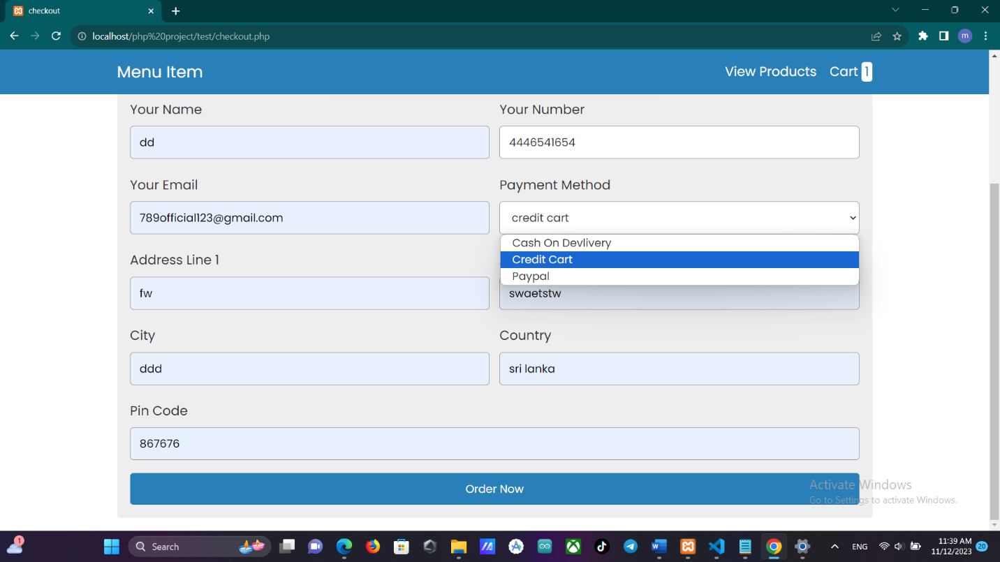 checkout
localhost/php%20project/test/checkout.php
m
Menu Item
View Products
Cart 1
Your Name
Your Number
dd
4446541654
Your Email
Payment Method
789official123@gmail.com
credit cart
Cash On Devlivery
Credit Cart
Paypal
Address Line 1
fw
swaetstw
City
Country
ddd
sri lanka
Pin Code
867676
Order Now
Activate Windows
Go to Settings to activate Windows.
1
Search
ENG
11:39 AM
11/12/2023
20